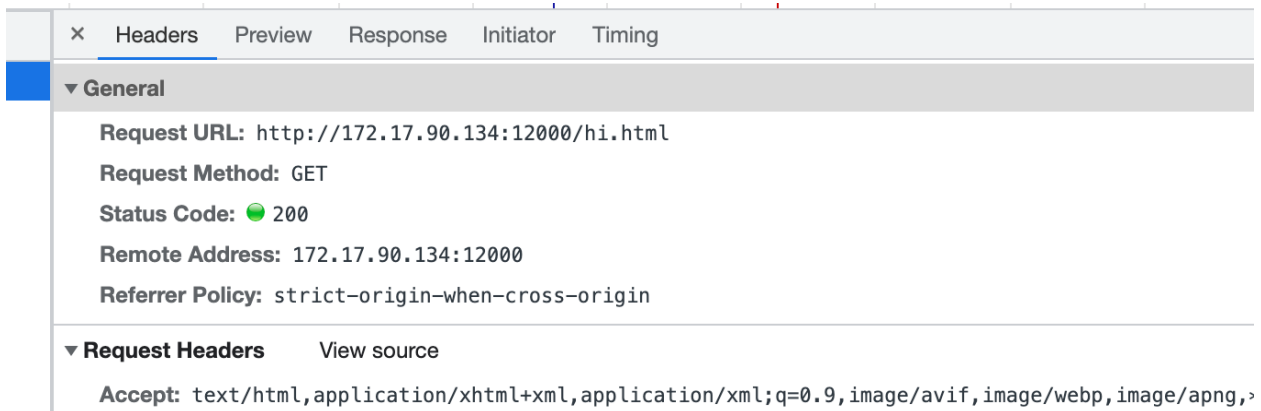 × Headers Preview Response Initiator Timing
▼ General
Request URL: http://172.17.90.134:12000/hi.html
Request Method: GET
Status Code: 200
Remote Address: 172.17.90.134:12000
Referrer Policy: strict-origin-when-cross-origin
▼ Request Headers View source
Accept: text/html,application/xhtml+xml,application/xml;q=0.9,image/avif,image/webp,image/apng,